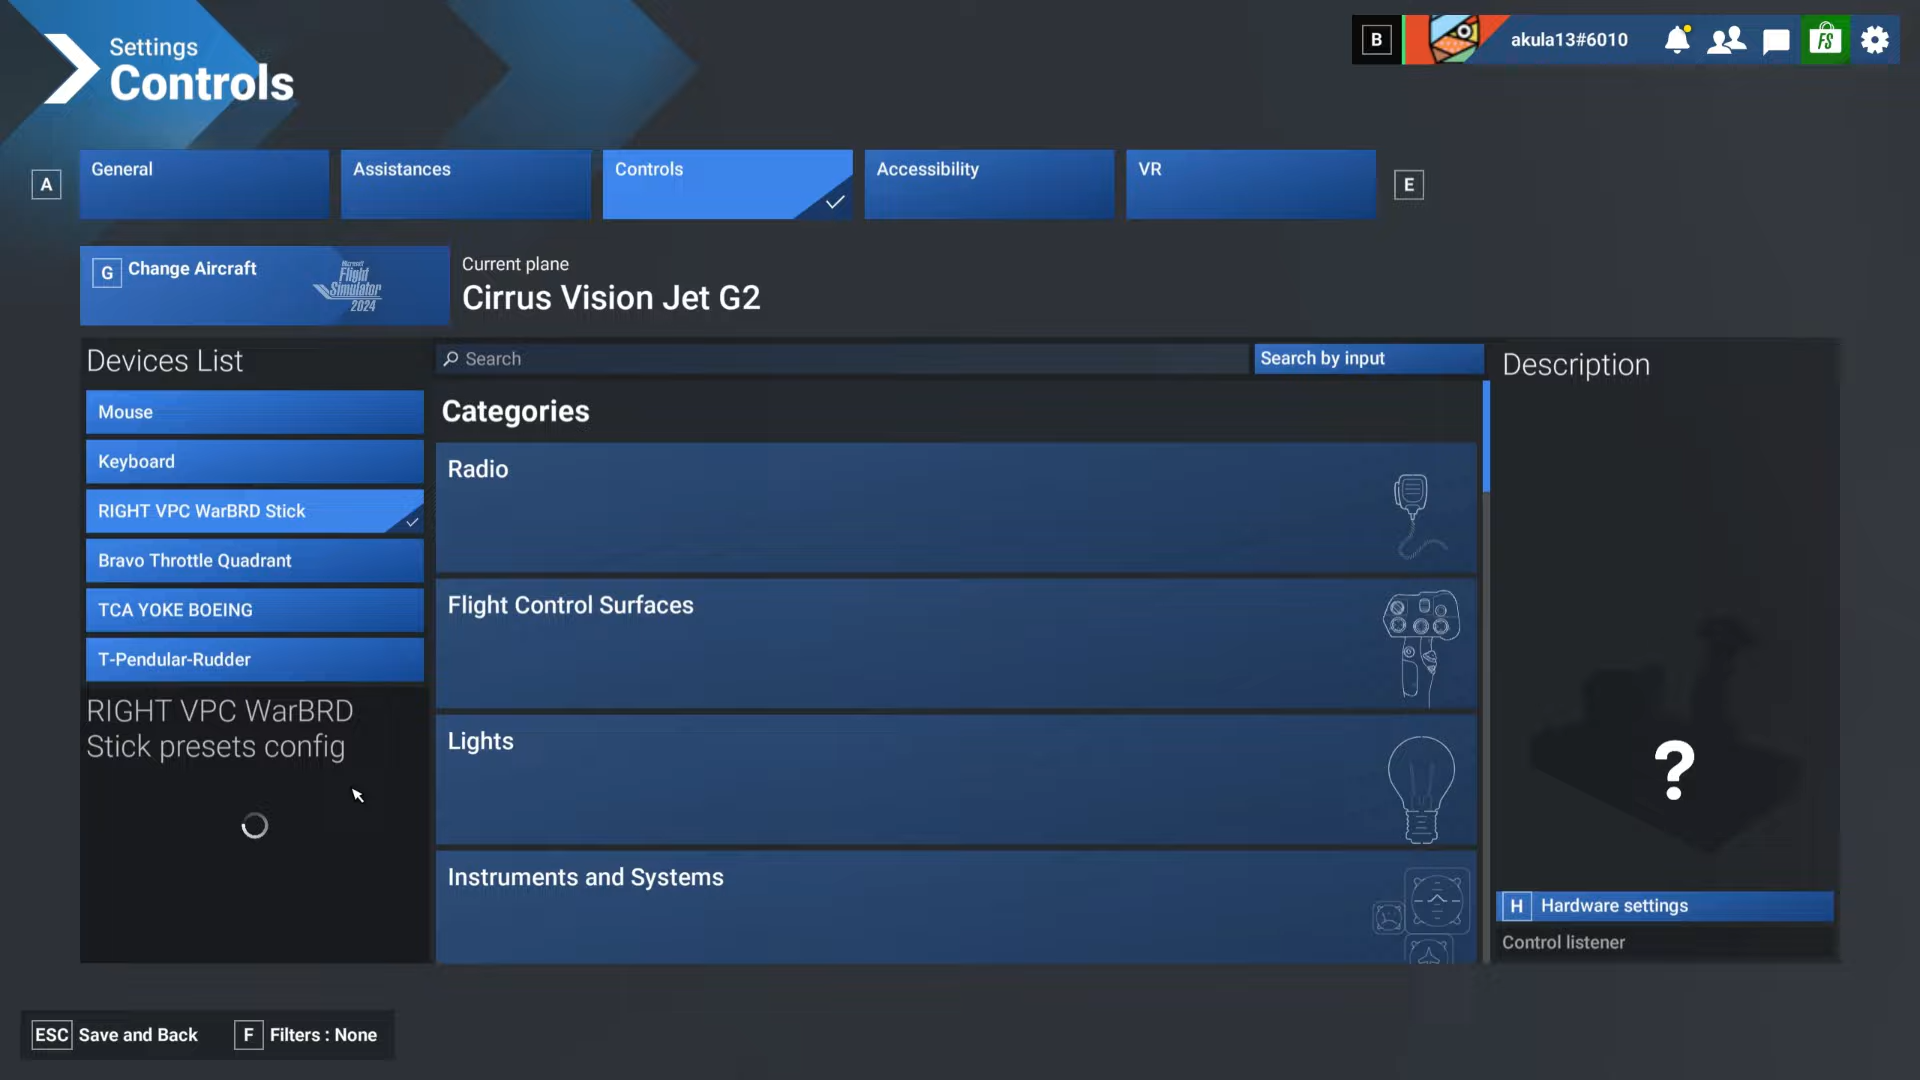 Settings
Controls
B
akula13#6010
FS
A
General
Assistances
Controls
Accessibility
VR
E
G
Change Aircraft
Microsoft
Flight
Simulator
2024
Current plane
Cirrus Vision Jet G2
Devices List
Search
Search by input
Description
Mouse
Keyboard
RIGHT VPC WarBRD Stick
Bravo Throttle Quadrant
TCA YOKE BOEING
T-Pendular-Rudder
RIGHT VPC WarBRD
Stick presets config
Categories
Radio
Flight Control Surfaces
Lights
Instruments and Systems
?
H
Hardware settings
Control listener
ESC Save and Back
F Filters : None